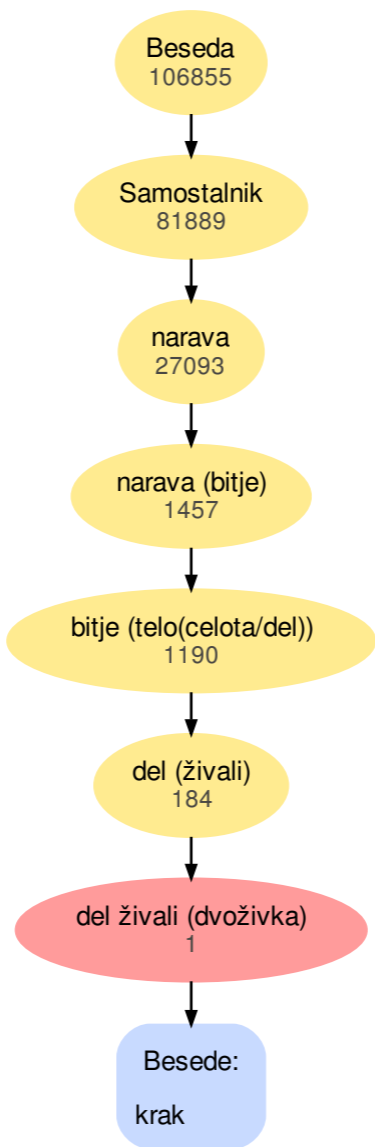 Beseda
106855
Samostalnik
81889
narava
27093
narava (bitje)
1457
bitje (telo(celota/del))
1190
del (živali)
184
del živali (dvoživka)
1
Besede:
krak